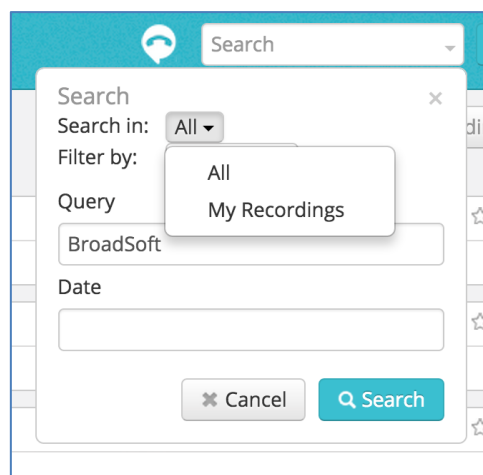 Search
Search
Search in: All
Filter by:
All
My Recordings
Query
BroadSoft
Date
Cancel Search